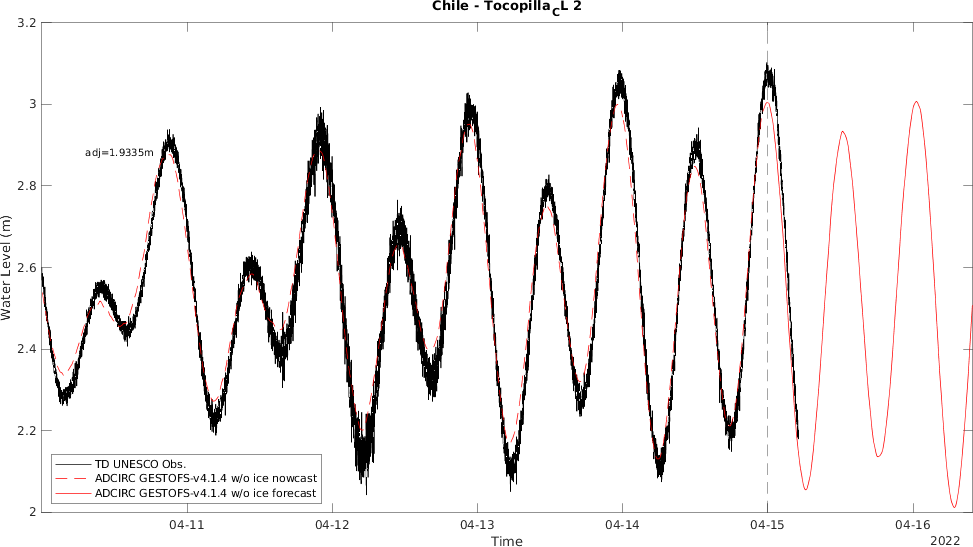 Chile - Tocopilla_CL 2
3.2
3
2.8
2.6
2.4
2.2
2
Water Level (m)
adj=1.9335m
TD UNESCO Obs.
ADCIRC GESTOFS-v4.1.4 w/o ice nowcast
ADCIRC GESTOFS-v4.1.4 w/o ice forecast
04-11
04-12
04-13
04-14
04-15
04-16
Time
2022